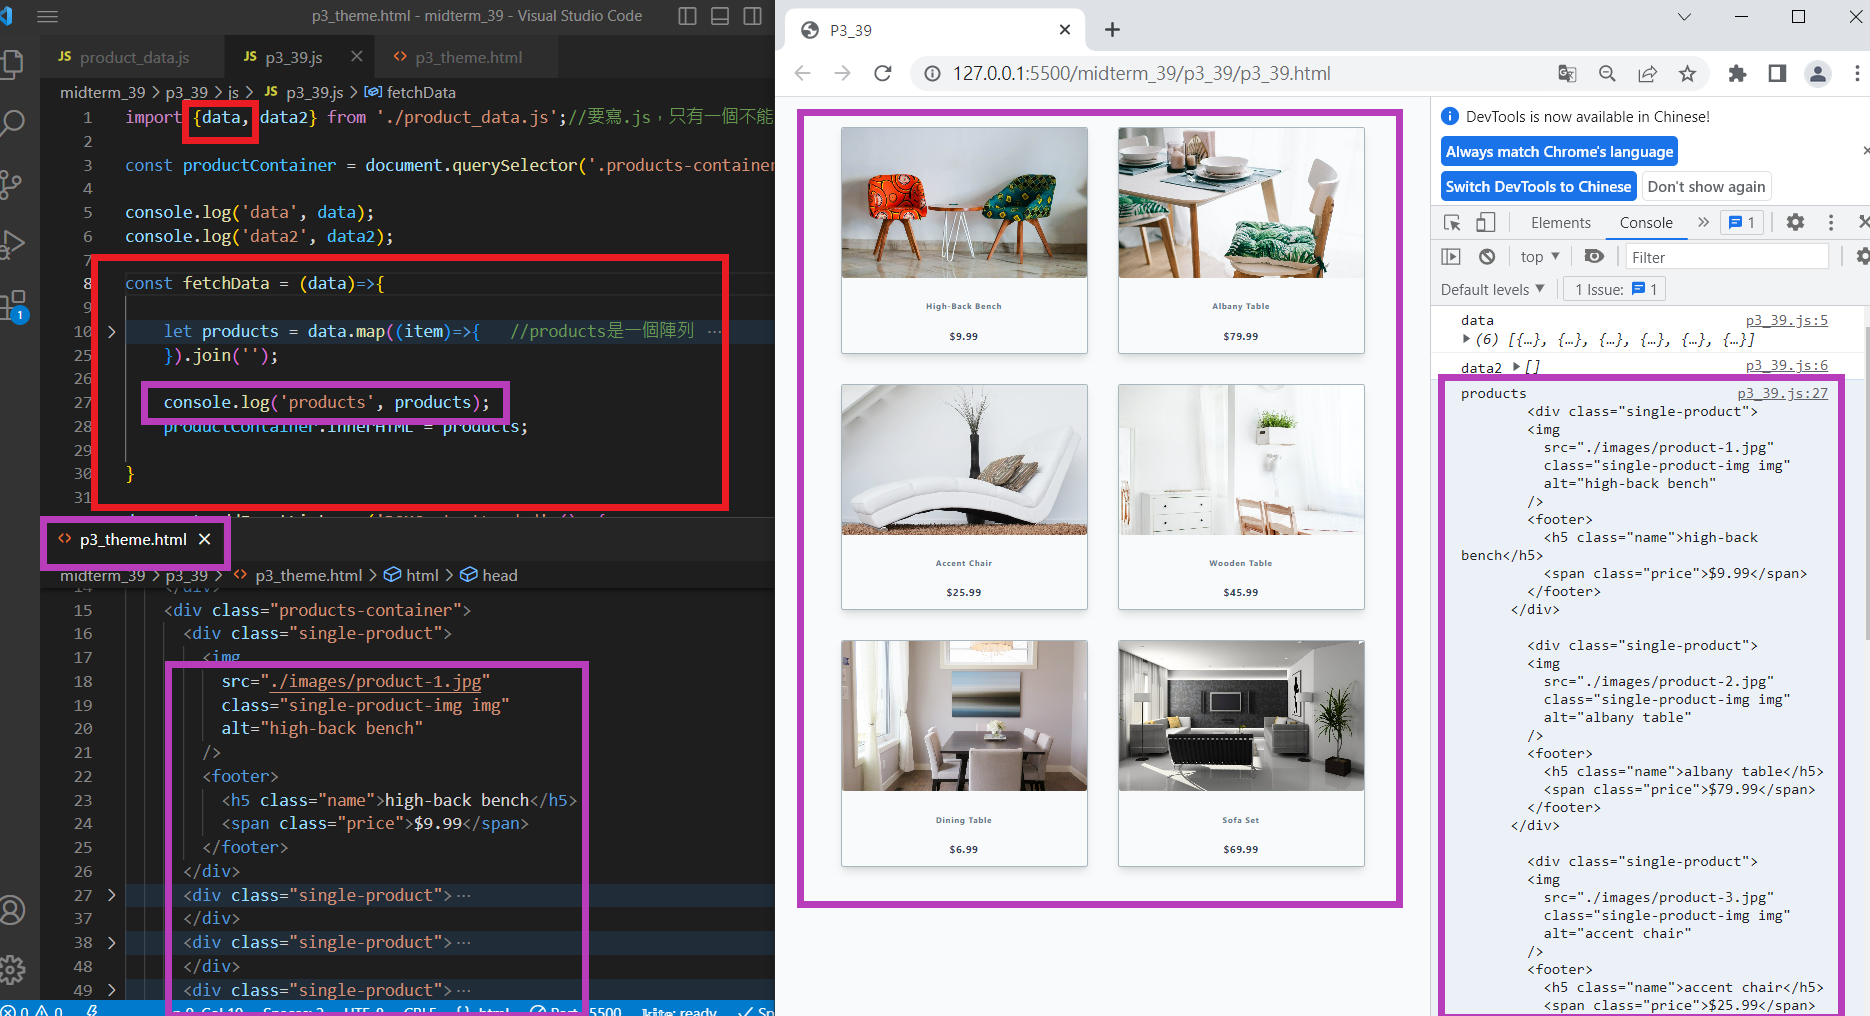 p3_theme.html - midterm_39 - Visual Studio Code
JS product_data.js
JS p3_39.js
<> p3_theme.html
midterm_39 > p3_39 > js > JS p3_39.js > fetchData
1 import {data, data2} from './product_data.js';//要寫.js，只有一個不能
2
3 const productContainer = document.querySelector('.products-container
4
5 console.log('data', data);
6 console.log('data2', data2);
7
8 const fetchData = (data)=>{
9
10 let products = data.map((item)=>{ //products是一個陣列 ...
25 }).join('');
26
27 console.log('products', products);
28 productContainer.innerHTML = products;
29
30 }
31
<> p3_theme.html
midterm_39 > p3_39 > <> p3_theme.html > html > head
14 </div>
15 <div class="products-container">
16 <div class="single-product">
17 <img
18 src="./images/product-1.jpg"
19 class="single-product-img img"
20 alt="high-back bench"
21 />
22 <footer>
23 <h5 class="name">high-back bench</h5>
24 <span class="price">$9.99</span>
25 </footer>
26 </div>
27 <div class="single-product">...
37 </div>
38 <div class="single-product">...
48 </div>
49 <div class="single-product">...
1
0 0
UTF-8 CRLF html 5500 kite: ready
P3_39
127.0.0.1:5500/midterm_39/p3_39/p3_39.html
High-Back Bench
$9.99
Albany Table
$79.99
Accent Chair
$25.99
Wooden Table
$45.99
Dining Table
$6.99
Sofa Set
$69.99
DevTools is now available in Chinese!
Always match Chrome's language
Switch DevTools to Chinese
Don't show again
Elements
Console
1
top
Filter
Default levels
1 Issue: 1
data p3_39.js:5
(6) [{…}, {…}, {…}, {…}, {…}, {…}]
data2 [] p3_39.js:6
products p3_39.js:27
<div class="single-product">
<img
src="./images/product-1.jpg"
class="single-product-img img"
alt="high-back bench"
/>
<footer>
<h5 class="name">high-back
bench</h5>
<span class="price">$9.99</span>
</footer>
</div>
<div class="single-product">
<img
src="./images/product-2.jpg"
class="single-product-img img"
alt="albany table"
/>
<footer>
<h5 class="name">albany table</h5>
<span class="price">$79.99</span>
</footer>
</div>
<div class="single-product">
<img
src="./images/product-3.jpg"
class="single-product-img img"
alt="accent chair"
/>
<footer>
<h5 class="name">accent chair</h5>
<span class="price">$25.99</span>